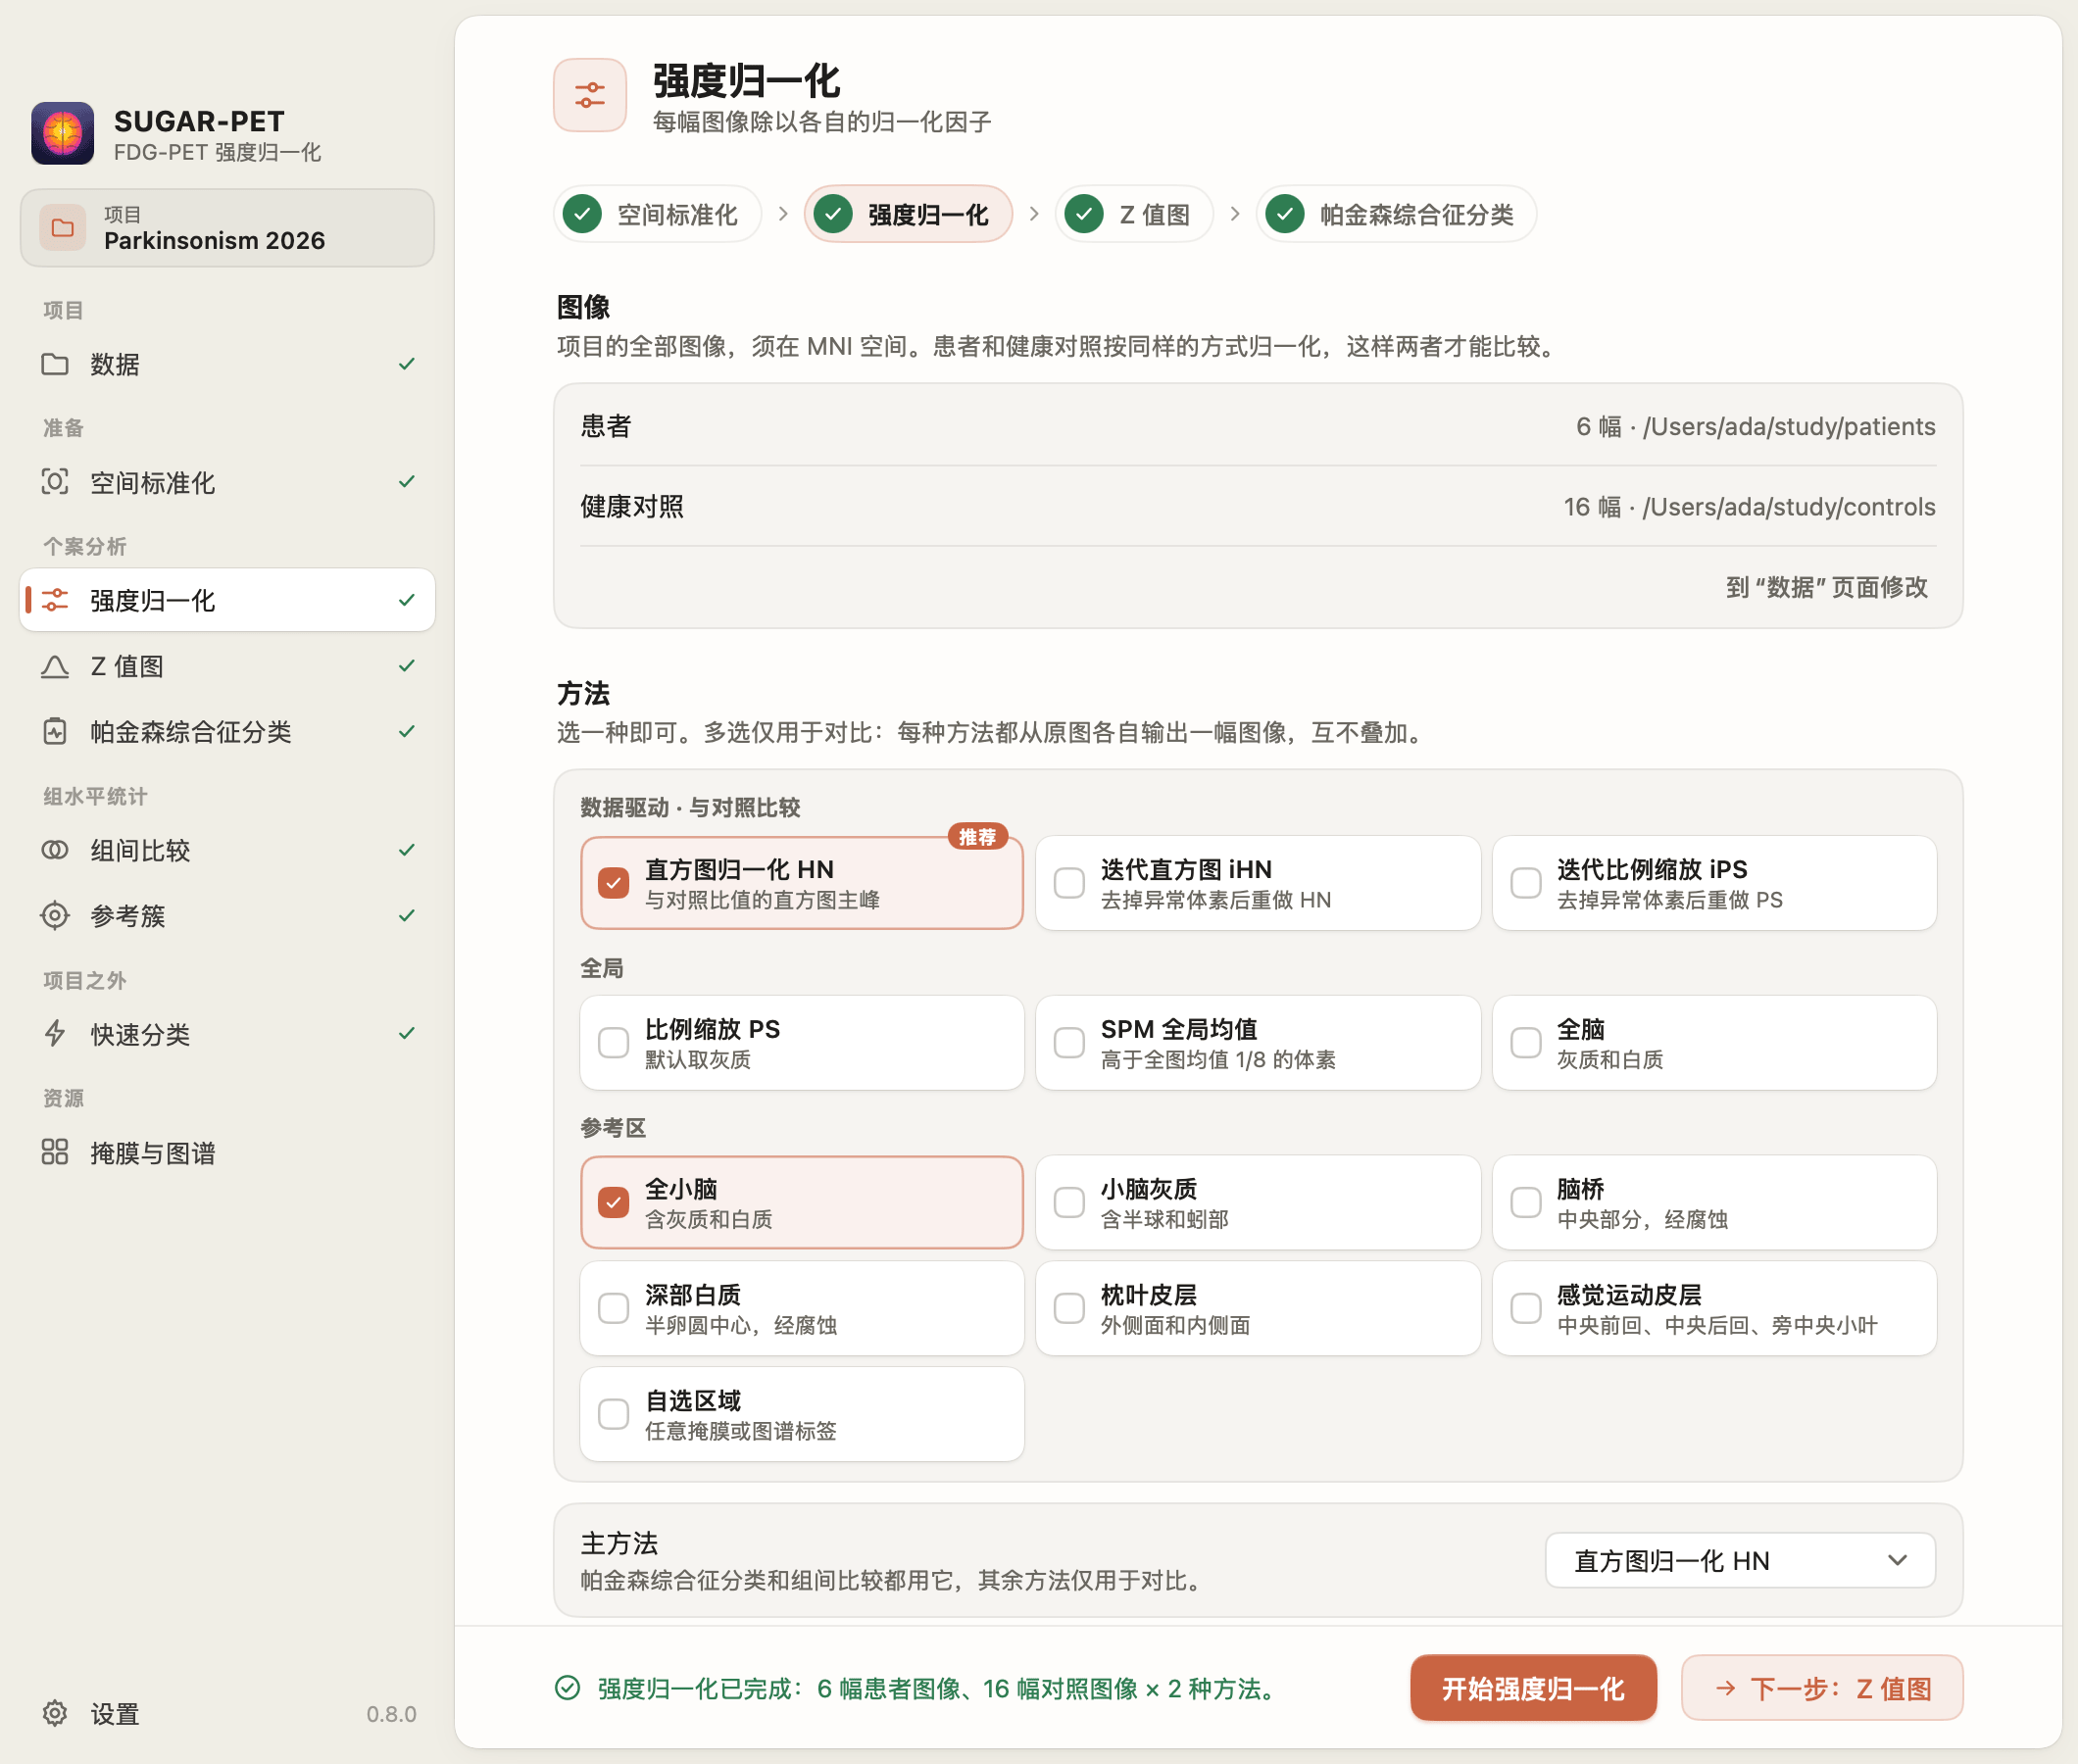 SUGAR-PET
FDG-PET 强度归一化
项目
Parkinsonism 2026
项目
数据
准备
空间标准化
个案分析
强度归一化
Z 值图
帕金森综合征分类
组水平统计
组间比较
参考簇
项目之外
快速分类
资源
掩膜与图谱
设置
0.8.0
强度归一化
每幅图像除以各自的归一化因子
空间标准化
强度归一化
Z 值图
帕金森综合征分类
图像
项目的全部图像，须在 MNI 空间。患者和健康对照按同样的方式归一化，这样两者才能比较。
患者
6 幅 · /Users/ada/study/patients
健康对照
16 幅 · /Users/ada/study/controls
到 “数据” 页面修改
方法
选一种即可。多选仅用于对比：每种方法都从原图各自输出一幅图像，互不叠加。
数据驱动 · 与对照比较
推荐
直方图归一化 HN
与对照比值的直方图主峰
迭代直方图 iHN
去掉异常体素后重做 HN
迭代比例缩放 iPS
去掉异常体素后重做 PS
全局
比例缩放 PS
默认取灰质
SPM 全局均值
高于全图均值 1/8 的体素
全脑
灰质和白质
参考区
全小脑
含灰质和白质
小脑灰质
含半球和蚓部
脑桥
中央部分，经腐蚀
深部白质
半卵圆中心，经腐蚀
枕叶皮层
外侧面和内侧面
感觉运动皮层
中央前回、中央后回、旁中央小叶
自选区域
任意掩膜或图谱标签
主方法
帕金森综合征分类和组间比较都用它，其余方法仅用于对比。
直方图归一化 HN
强度归一化已完成：6 幅患者图像、16 幅对照图像 × 2 种方法。
开始强度归一化
→ 下一步：Z 值图